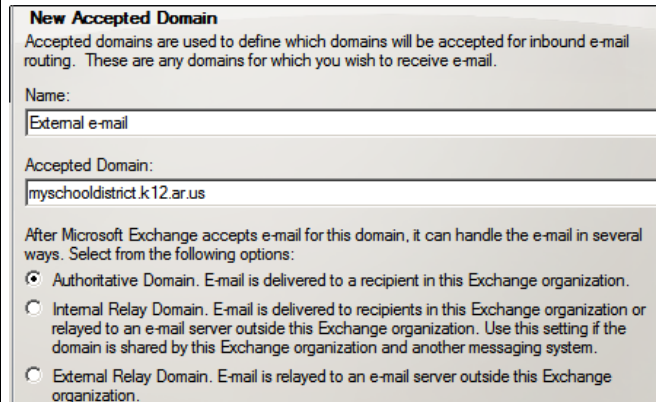 New Accepted Domain
Accepted domains are used to define which domains will be accepted for inbound e-mail
routing.  These are any domains for which you wish to receive e-mail.
Name:
External e-mail
Accepted Domain:
myschooldistrict.k12.ar.us
After Microsoft Exchange accepts e-mail for this domain, it can handle the e-mail in several
ways. Select from the following options:
Authoritative Domain. E-mail is delivered to a recipient in this Exchange organization.
Internal Relay Domain. E-mail is delivered to recipients in this Exchange organization or
relayed to an e-mail server outside this Exchange organization. Use this setting if the
domain is shared by this Exchange organization and another messaging system.
External Relay Domain. E-mail is relayed to an e-mail server outside this Exchange
organization.